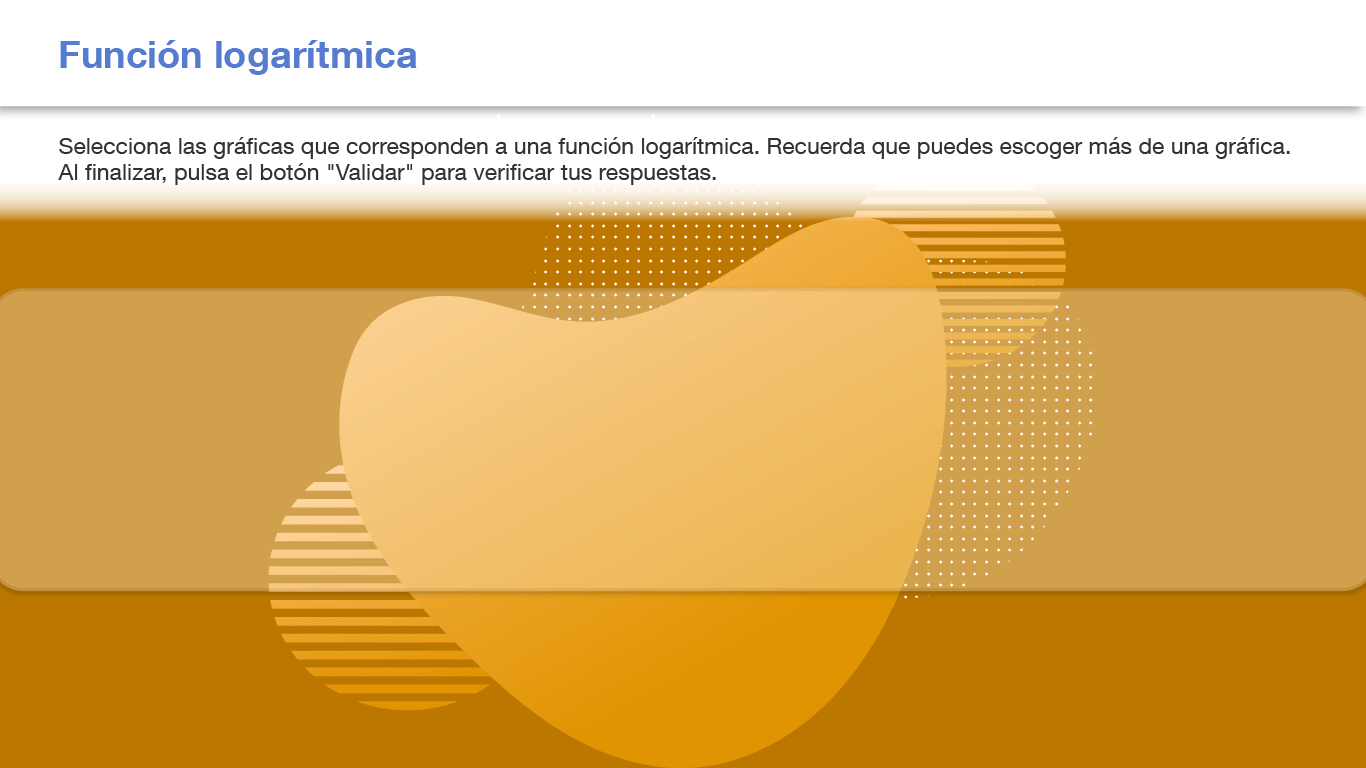 Función logarítmica
Selecciona las gráficas que corresponden a una función logarítmica. Recuerda que puedes escoger más de una gráfica.
Al finalizar, pulsa el botón "Validar" para verificar tus respuestas.